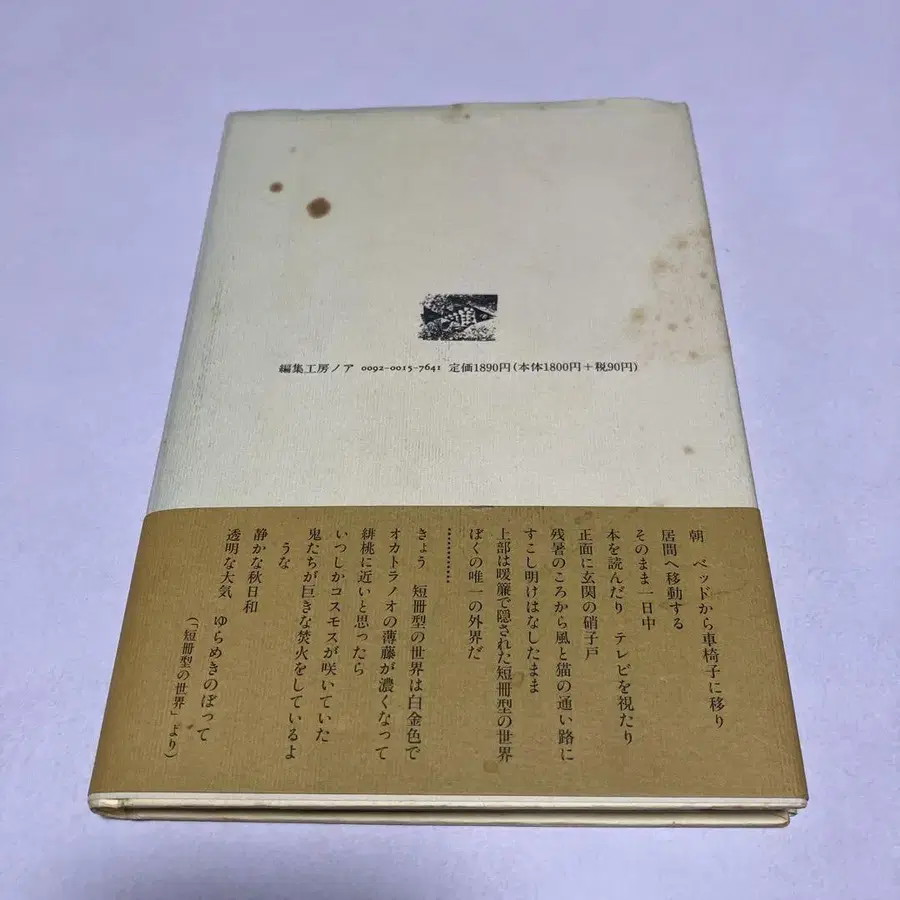 編集工房ノア 0092-0015-7641 定価1890円(本体1800円+税90円)
朝 ベッドから車椅子に移り
居間へ移動する
そのまま一日中
本を読んだり テレビを視たり
正面に玄関の硝子戸
残暑のころから風と猫の通い路に
すこし明けはなしたまま
上部は暖簾で隠された短冊型の世界
ぼくの唯一の外界だ
…………
きょう 短冊型の世界は白金色で
オカトラノオの薄藤が濃くなって
緋桃に近いと思ったら
いつしかコスモスが咲いていた
鬼たちが巨きな焚火をしているよ
うな
静かな秋日和
透明な大気 ゆらめきのぼって
(「短冊型の世界」より)